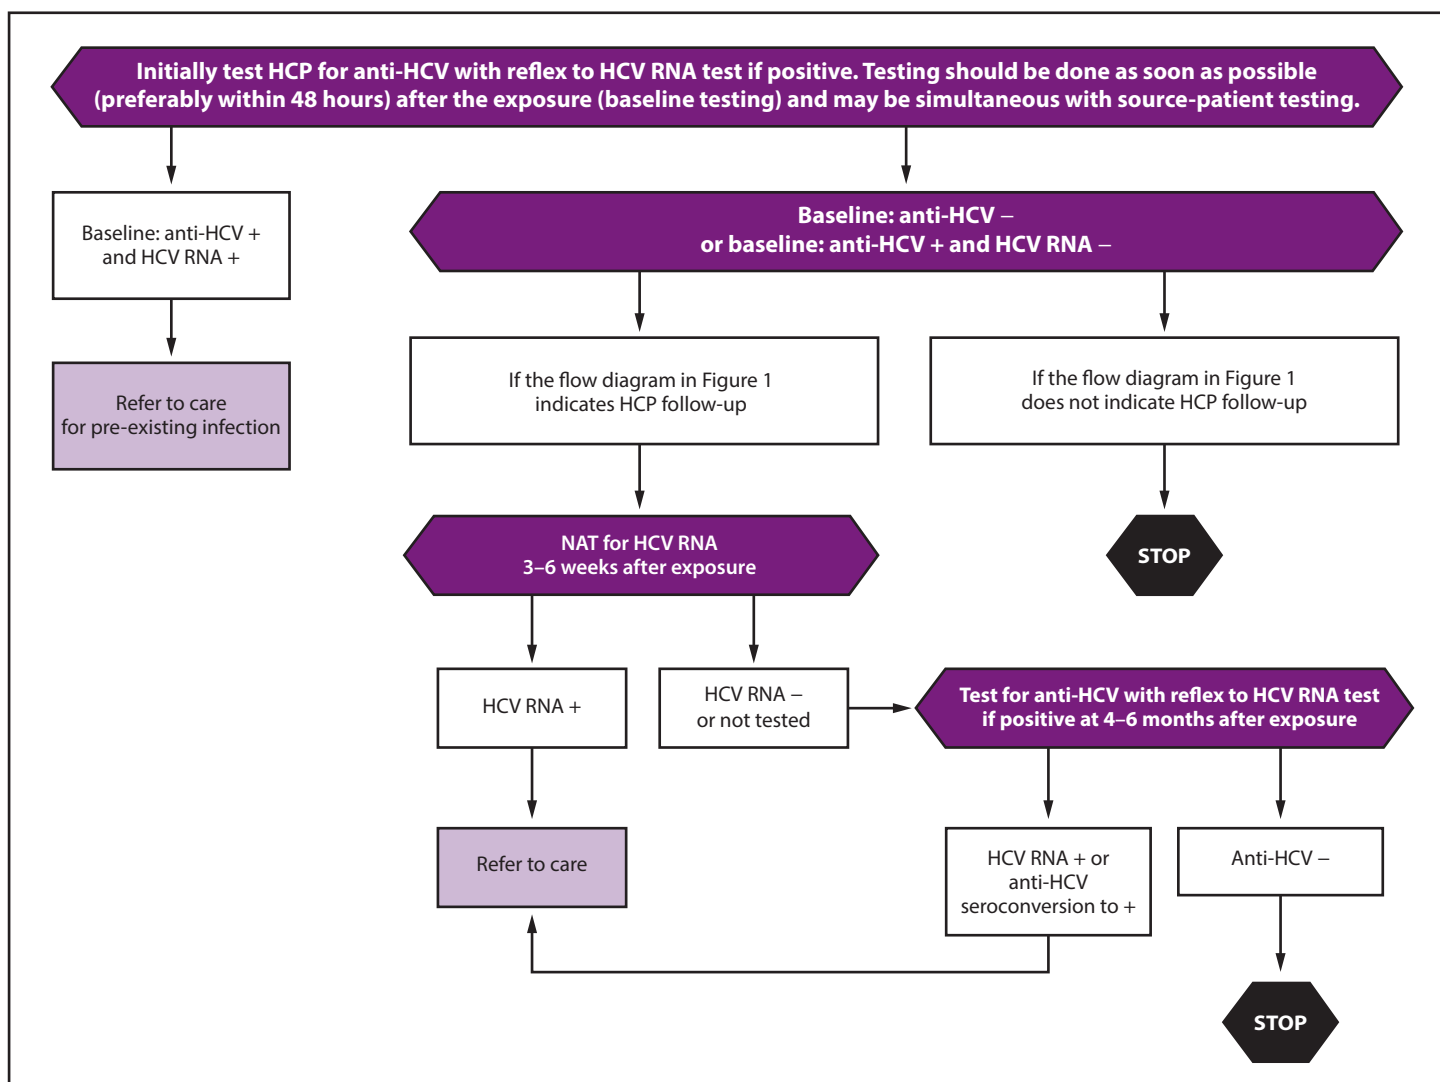 Initially test HCP for anti-HCV with reflex to HCV RNA test if positive. Testing should be done as soon as possible
(preferably within 48 hours) after the exposure (baseline testing) and may be simultaneous with source-patient testing.
Baseline: anti-HCV +
and HCV RNA +
Refer to care
for pre-existing infection
Baseline: anti-HCV –
or baseline: anti-HCV + and HCV RNA –
If the flow diagram in Figure 1
indicates HCP follow-up
If the flow diagram in Figure 1
does not indicate HCP follow-up
NAT for HCV RNA
3–6 weeks after exposure
STOP
HCV RNA +
HCV RNA –
or not tested
Test for anti-HCV with reflex to HCV RNA test
if positive at 4–6 months after exposure
Refer to care
HCV RNA + or
anti-HCV
seroconversion to +
Anti-HCV –
STOP